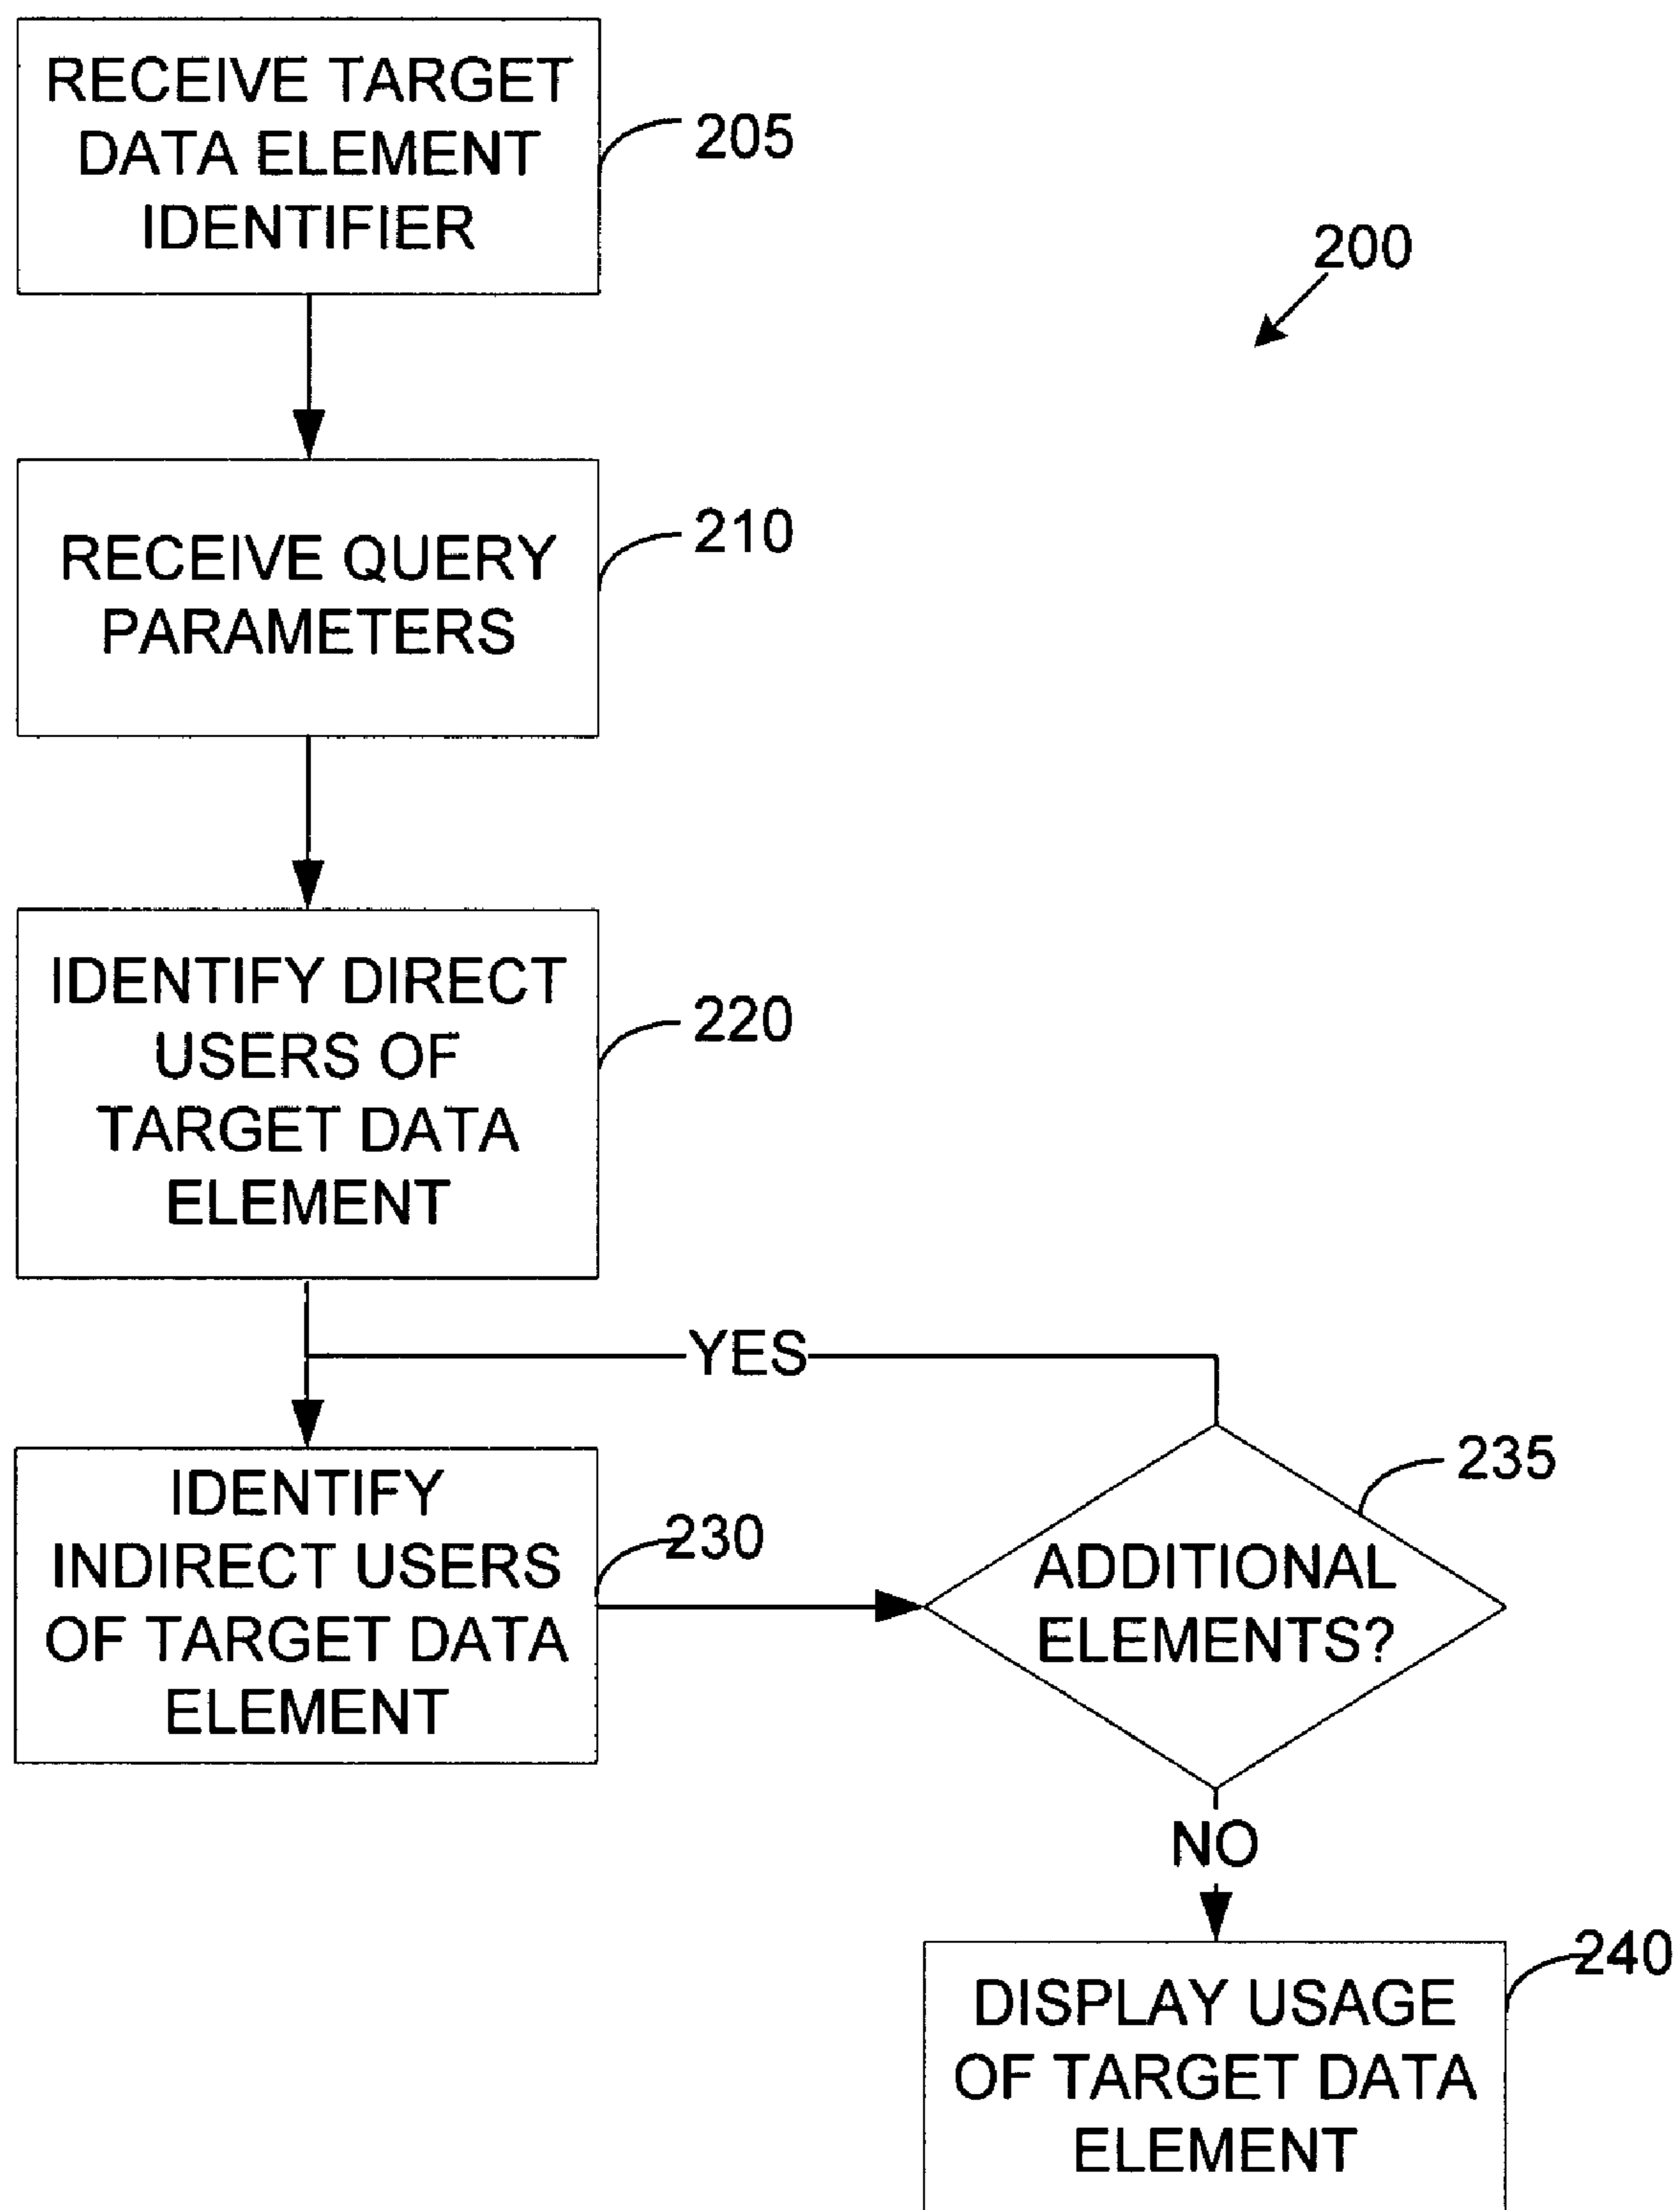 RECEIVE TARGET
DATA ELEMENT
IDENTIFIER
205
200
RECEIVE QUERY
PARAMETERS
210
IDENTIFY DIRECT
USERS OF
TARGET DATA
ELEMENT
220
YES
IDENTIFY
INDIRECT USERS
OF TARGET DATA
ELEMENT
230
235
ADDITIONAL
ELEMENTS?
NO
240
DISPLAY USAGE
OF TARGET DATA
ELEMENT